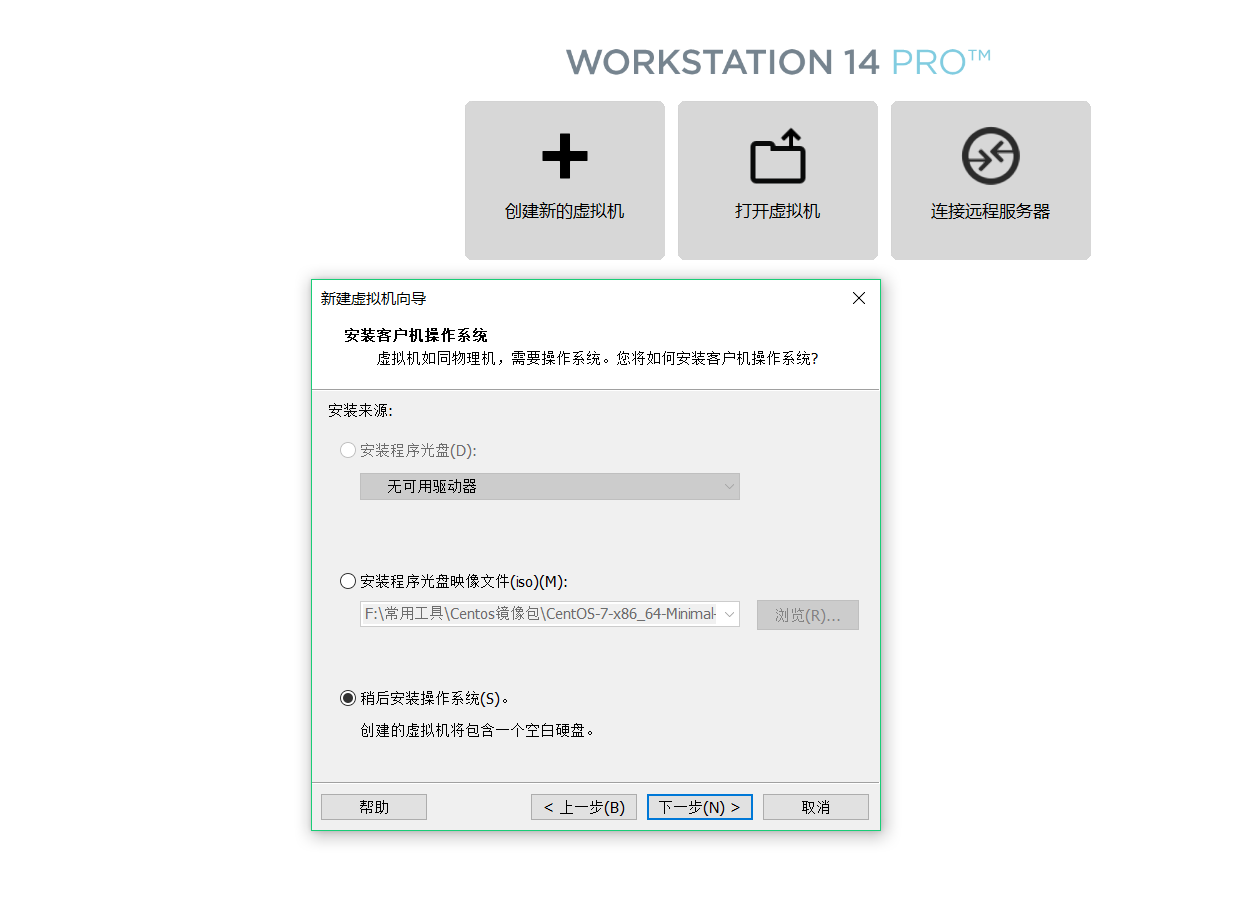 WORKSTATION 14 PRO™
创建新的虚拟机
打开虚拟机
连接远程服务器
新建虚拟机向导
安装客户机操作系统
虚拟机如同物理机，需要操作系统。您将如何安装客户机操作系统?
安装来源:
安装程序光盘(D):
无可用驱动器
安装程序光盘映像文件(iso)(M):
F:\常用工具\Centos镜像包\CentOS-7-x86_64-Minimal-
浏览(R)...
稍后安装操作系统(S)。
创建的虚拟机将包含一个空白硬盘。
帮助
< 上一步(B)
下一步(N) >
取消